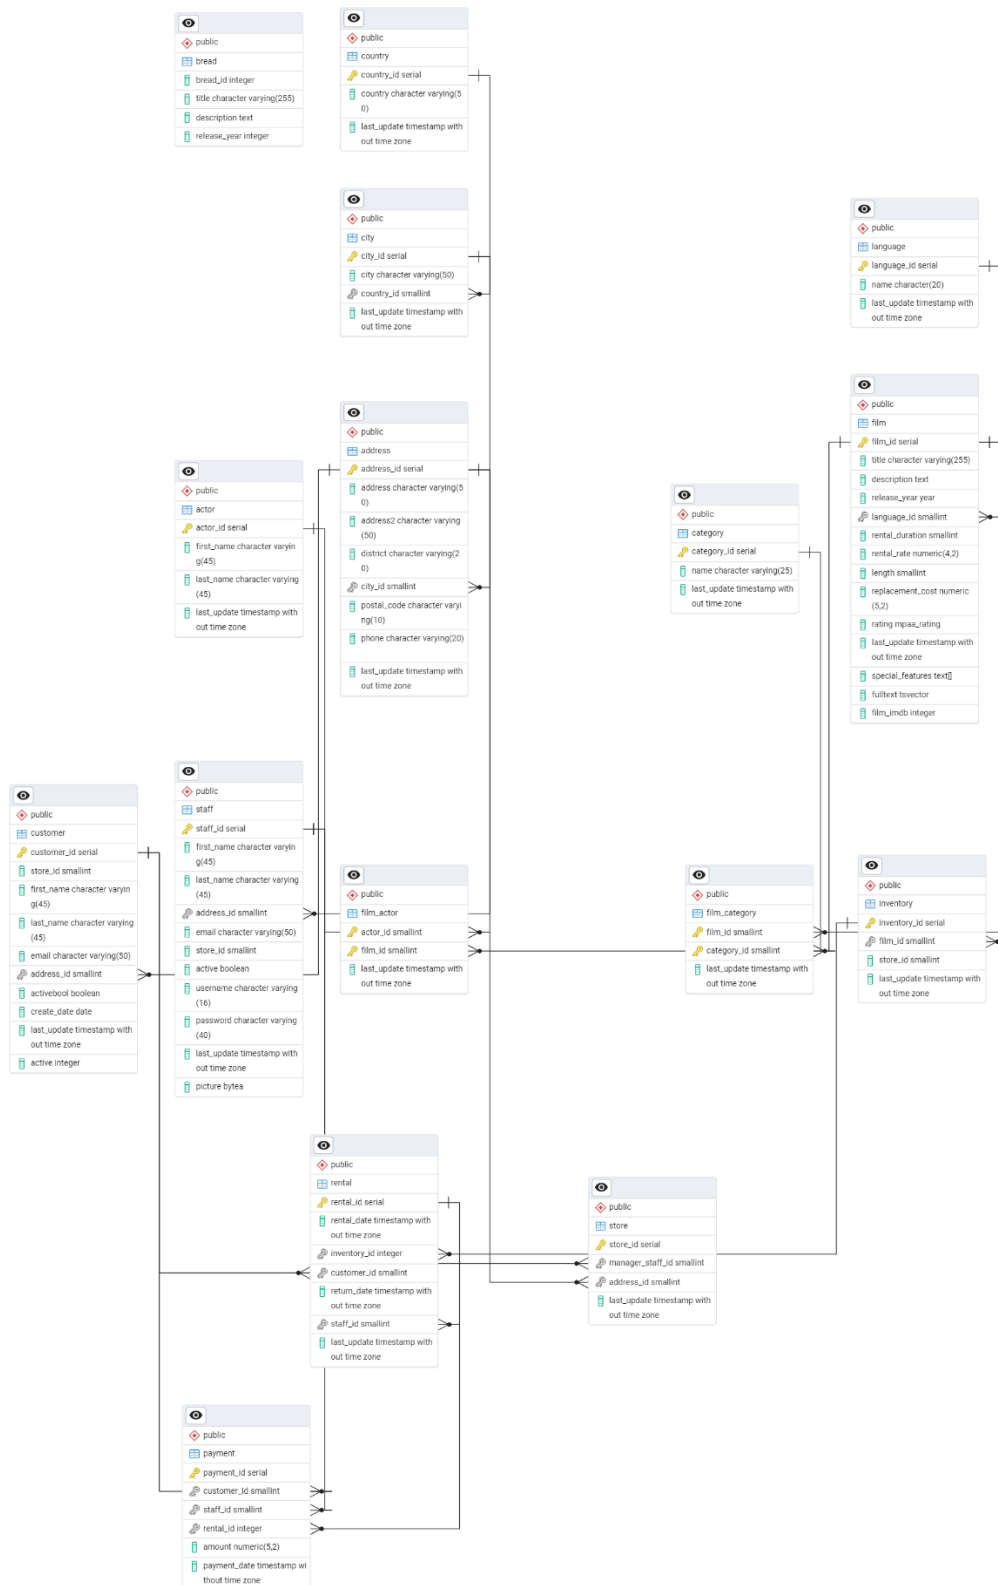 public
bread
bread_id integer
title character varying(255)
description text
release_year integer
public
country
country_id serial
country character varying(5
0)
last_update timestamp with
out time zone
public
city
city_id serial
city character varying(50)
country_id smallint
last_update timestamp with
out time zone
public
language
language_id serial
name character(20)
last_update timestamp with
out time zone
public
film
film_id serial
title character varying(255)
description text
release_year year
language_id smallint
rental_duration smallint
rental_rate numeric(4,2)
length smallint
replacement_cost numeric
(5,2)
rating mpaa_rating
last_update timestamp with
out time zone
special_features text[]
fulltext tsvector
film_imdb integer
public
address
address_id serial
address character varying(5
0)
address2 character varying
(50)
district character varying(2
0)
city_id smallint
postal_code character varyi
ng(10)
phone character varying(20)
last_update timestamp with
out time zone
public
actor
actor_id serial
first_name character varyin
g(45)
last_name character varying
(45)
last_update timestamp with
out time zone
public
category
category_id serial
name character varying(25)
last_update timestamp with
out time zone
public
customer
customer_id serial
store_id smallint
first_name character varyin
g(45)
last_name character varying
(45)
email character varying(50)
address_id smallint
activebool boolean
create_date date
last_update timestamp with
out time zone
active integer
public
staff
staff_id serial
first_name character varyin
g(45)
last_name character varying
(45)
address_id smallint
email character varying(50)
store_id smallint
active boolean
username character varying
(16)
password character varying
(40)
last_update timestamp with
out time zone
picture bytea
public
film_actor
actor_id smallint
film_id smallint
last_update timestamp with
out time zone
public
film_category
film_id smallint
category_id smallint
last_update timestamp with
out time zone
public
inventory
inventory_id serial
film_id smallint
store_id smallint
last_update timestamp with
out time zone
public
rental
rental_id serial
rental_date timestamp with
out time zone
inventory_id integer
customer_id smallint
return_date timestamp with
out time zone
staff_id smallint
last_update timestamp with
out time zone
public
store
store_id serial
manager_staff_id smallint
address_id smallint
last_update timestamp with
out time zone
public
payment
payment_id serial
customer_id smallint
staff_id smallint
rental_id integer
amount numeric(5,2)
payment_date timestamp wi
thout time zone